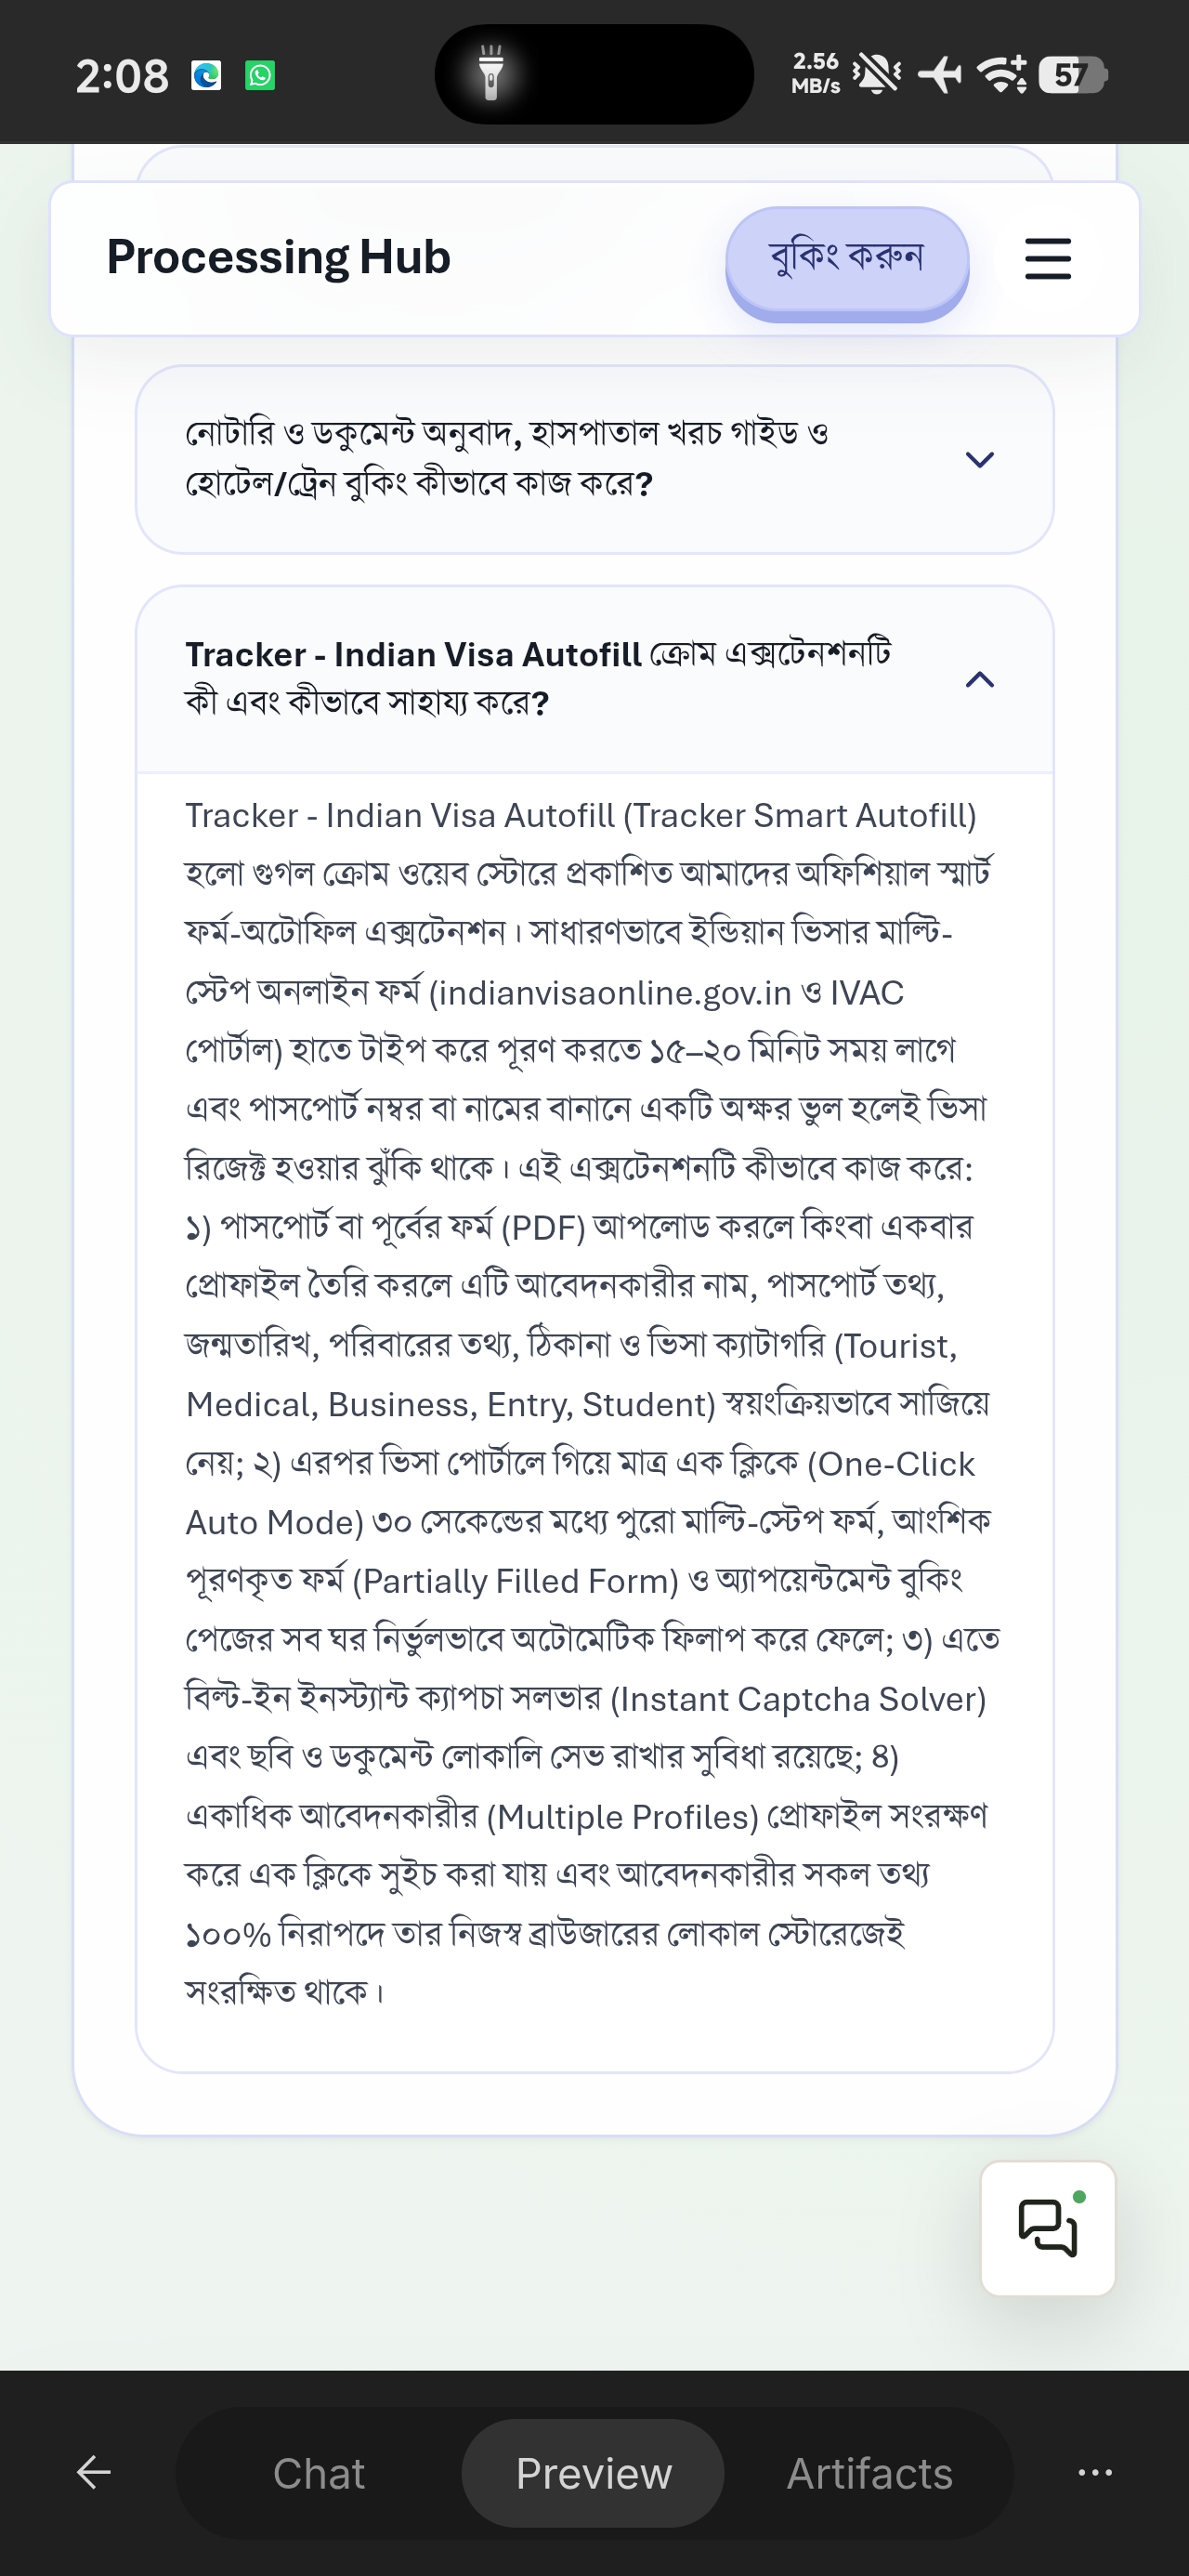 2:08
2.56
MB/s
57
Processing Hub
বুকিং করুন
নোটারি ও ডকুমেন্ট অনুবাদ, হাসপাতাল খরচ গাইড ও
হোটেল/ট্রেন বুকিং কীভাবে কাজ করে?
Tracker - Indian Visa Autofill ক্রোম এক্সটেনশনটি
কী এবং কীভাবে সাহায্য করে?
Tracker - Indian Visa Autofill (Tracker Smart Autofill)
হলো গুগল ক্রোম ওয়েব স্টোরে প্রকাশিত আমাদের অফিশিয়াল স্মার্ট
ফর্ম-অটোফিল এক্সটেনশন। সাধারণভাবে ইন্ডিয়ান ভিসার মাল্টি-
স্টেপ অনলাইন ফর্ম (indianvisaonline.gov.in ও IVAC
পোর্টাল) হাতে টাইপ করে পূরণ করতে ১৫–২০ মিনিট সময় লাগে
এবং পাসপোর্ট নম্বর বা নামের বানানে একটি অক্ষর ভুল হলেই ভিসা
রিজেক্ট হওয়ার ঝুঁকি থাকে। এই এক্সটেনশনটি কীভাবে কাজ করে:
১) পাসপোর্ট বা পূর্বের ফর্ম (PDF) আপলোড করলে কিংবা একবার
প্রোফাইল তৈরি করলে এটি আবেদনকারীর নাম, পাসপোর্ট তথ্য,
জন্মতারিখ, পরিবারের তথ্য, ঠিকানা ও ভিসা ক্যাটাগরি (Tourist,
Medical, Business, Entry, Student) স্বয়ংক্রিয়ভাবে সাজিয়ে
নেয়; ২) এরপর ভিসা পোর্টালে গিয়ে মাত্র এক ক্লিকে (One-Click
Auto Mode) ৩০ সেকেন্ডের মধ্যে পুরো মাল্টি-স্টেপ ফর্ম, আংশিক
পূরণকৃত ফর্ম (Partially Filled Form) ও অ্যাপয়েন্টমেন্ট বুকিং
পেজের সব ঘর নির্ভুলভাবে অটোমেটিক ফিলাপ করে ফেলে; ৩) এতে
বিল্ট-ইন ইনস্ট্যান্ট ক্যাপচা সলভার (Instant Captcha Solver)
এবং ছবি ও ডকুমেন্ট লোকালি সেভ রাখার সুবিধা রয়েছে; ৪)
একাধিক আবেদনকারীর (Multiple Profiles) প্রোফাইল সংরক্ষণ
করে এক ক্লিকে সুইচ করা যায় এবং আবেদনকারীর সকল তথ্য
১০০% নিরাপদে তার নিজস্ব ব্রাউজারের লোকাল স্টোরেজেই
সংরক্ষিত থাকে।
Chat
Preview
Artifacts